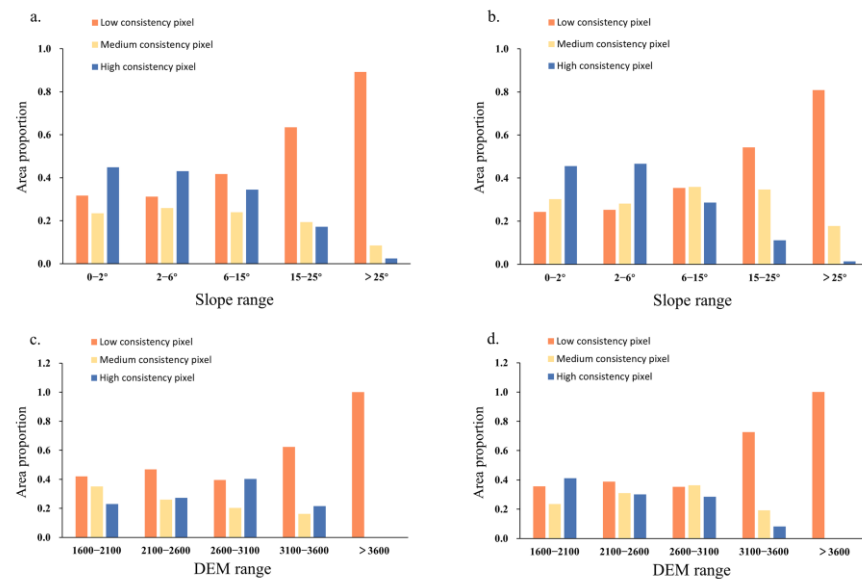 a.
Low consistency pixel
Medium consistency pixel
High consistency pixel
1.0
0.8
0.6
0.4
0.2
0.0
Area proportion
0−2° 2−6° 6−15° 15−25° >25°
Slope range
b.
Low consistency pixel
Medium consistency pixel
High consistency pixel
1.0
0.8
0.6
0.4
0.2
0.0
Area proportion
0−2° 2−6° 6−15° 15−25° >25°
Slope range
c.
Low consistency pixel
Medium consistency pixel
High consistency pixel
1.2
1.0
0.8
0.6
0.4
0.2
0.0
Area proportion
1600−2100 2100−2600 2600−3100 3100−3600 >3600
DEM range
d.
Low consistency pixel
Medium consistency pixel
High consistency pixel
1.2
1.0
0.8
0.6
0.4
0.2
0.0
Area proportion
1600−2100 2100−2600 2600−3100 3100−3600 >3600
DEM range